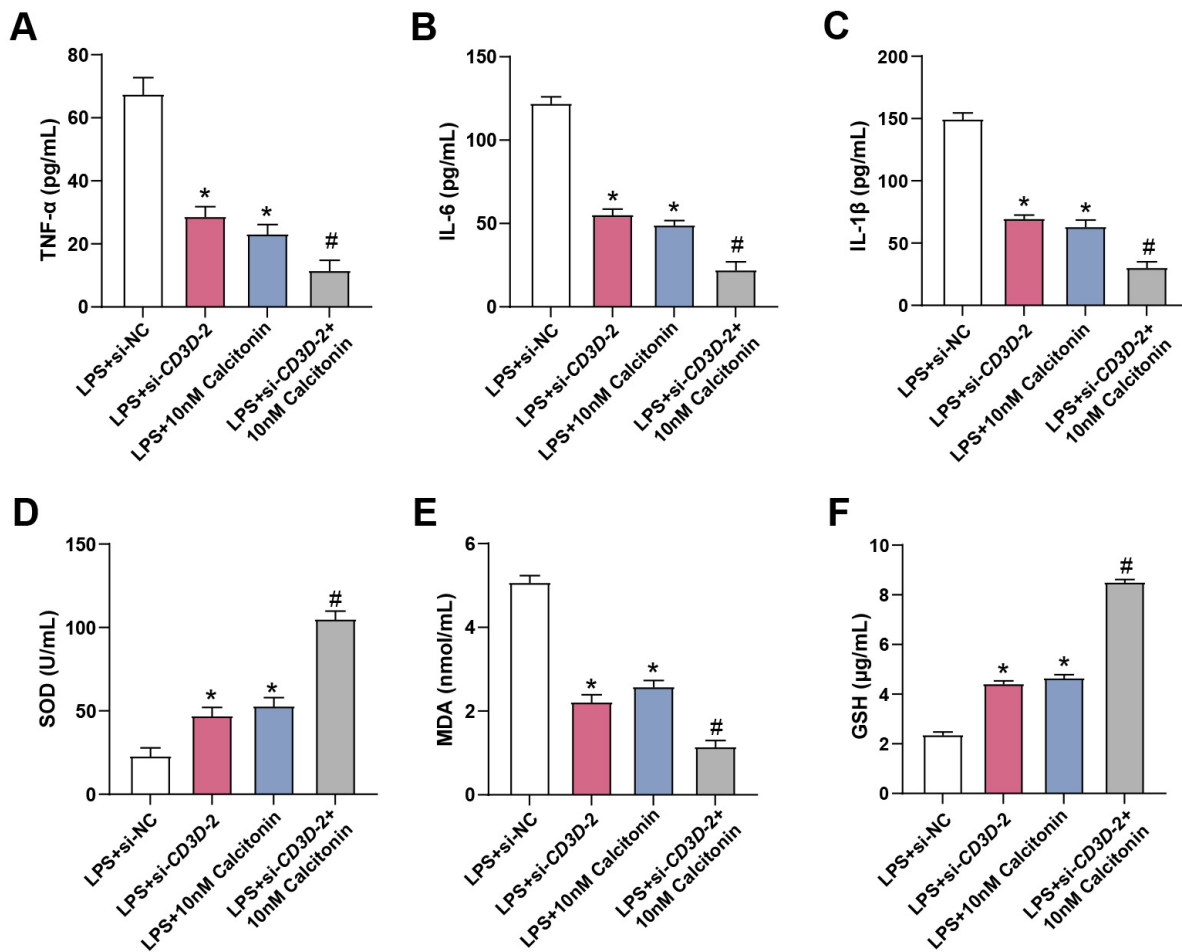 A
TNF-α (pg/mL)
80
60
40
20
0
*
*
#
LPS+si-NC
LPS+si-CD3D-2
LPS+10nM Calcitonin
LPS+si-CD3D-2+
10nM Calcitonin
B
IL-6 (pg/mL)
150
100
50
0
*
*
#
LPS+si-NC
LPS+si-CD3D-2
LPS+10nM Calcitonin
LPS+si-CD3D-2+
10nM Calcitonin
C
IL-1β (pg/mL)
200
150
100
50
0
*
*
#
LPS+si-NC
LPS+si-CD3D-2
LPS+10nM Calcitonin
LPS+si-CD3D-2+
10nM Calcitonin
D
SOD (U/mL)
150
100
50
0
*
*
#
LPS+si-NC
LPS+si-CD3D-2
LPS+10nM Calcitonin
LPS+si-CD3D-2+
10nM Calcitonin
E
MDA (nmol/mL)
6
4
2
0
*
*
#
LPS+si-NC
LPS+si-CD3D-2
LPS+10nM Calcitonin
LPS+si-CD3D-2+
10nM Calcitonin
F
GSH (μg/mL)
10
8
6
4
2
0
*
*
#
LPS+si-NC
LPS+si-CD3D-2
LPS+10nM Calcitonin
LPS+si-CD3D-2+
10nM Calcitonin